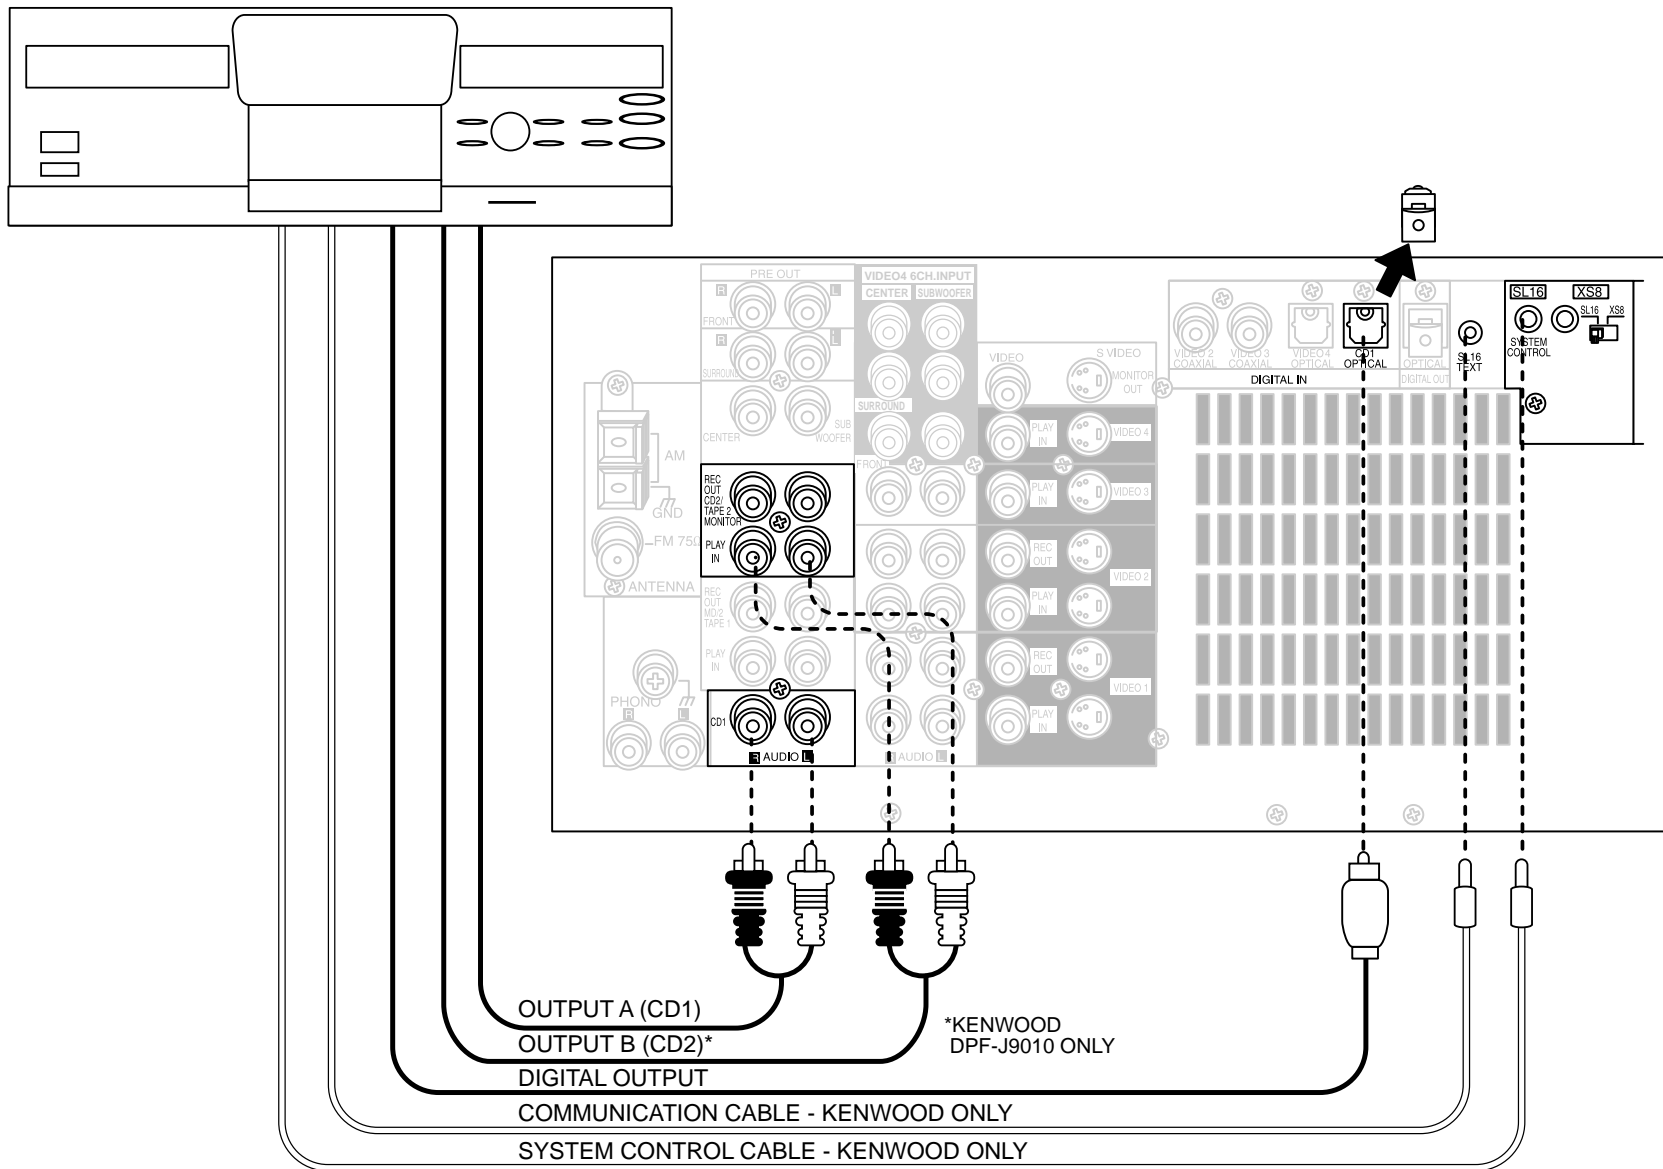 PRE OUT
R
L
FRONT
R
L
SURROUND
CENTER
SUB
WOOFER
VIDEO4 6CH.INPUT
CENTER
SUBWOOFER
SURROUND
FRONT
VIDEO
S VIDEO
MONITOR
OUT
PLAY
IN
VIDEO 4
PLAY
IN
VIDEO 3
REC
OUT
VIDEO 2
PLAY
IN
REC
OUT
VIDEO 1
PLAY
IN
AM
GND
FM 75Ω
ANTENNA
REC
OUT
CD2/
TAPE 2
MONITOR
PLAY
IN
REC
OUT
MD/2
TAPE 1
PLAY
IN
PHONO
R
L
CD1
R AUDIO L
R AUDIO L
VIDEO 2
COAXIAL
VIDEO 3
COAXIAL
VIDEO4
OPTICAL
CD1
OPTICAL
OPTICAL
DIGITAL IN
DIGITAL OUT
SL16
TEXT
SL16
XS8
SL16
XS8
SYSTEM
CONTROL
OUTPUT A (CD1)
OUTPUT B (CD2)*
*KENWOOD
DPF-J9010 ONLY
DIGITAL OUTPUT
COMMUNICATION CABLE - KENWOOD ONLY
SYSTEM CONTROL CABLE - KENWOOD ONLY